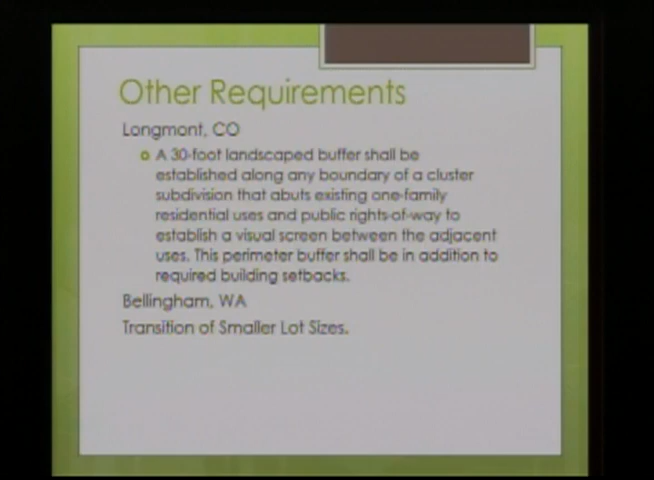 Other Requirements
Longmont, CO
A 30-foot landscaped buffer shall be
established along any boundary of a cluster
subdivision that abuts existing one-family
residential uses and public rights-of-way to
establish a visual screen between the adjacent
uses. This perimeter buffer shall be in addition to
required building setbacks.
Bellingham, WA
Transition of Smaller Lot Sizes.